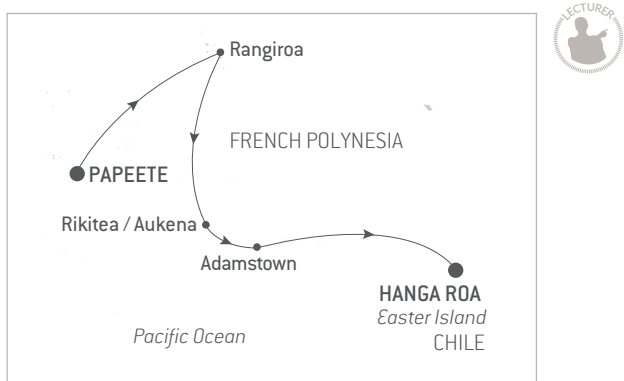 LECTURER
Rangiroa
FRENCH POLYNESIA
PAPEETE
Rikitea / Aukena
Adamstown
HANGA ROA
Easter Island
CHILE
Pacific Ocean